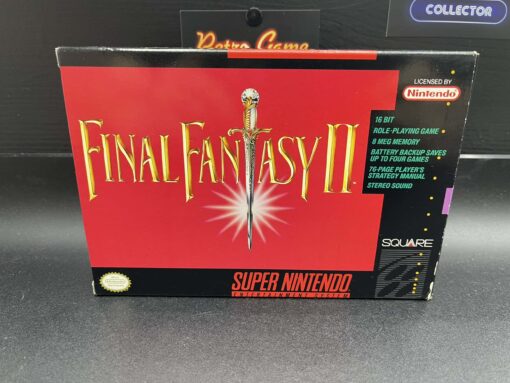 COLLECTOR
Retro Game
LICENSED BY
Nintendo
16 BIT
ROLE-PLAYING GAME
8 MEG MEMORY
BATTERY BACKUP SAVES
UP TO FOUR GAMES
76-PAGE PLAYER'S
STRATEGY MANUAL
STEREO SOUND
FINAL FANTASY II
SQUARE
SUPER NINTENDO
ENTERTAINMENT SYSTEM